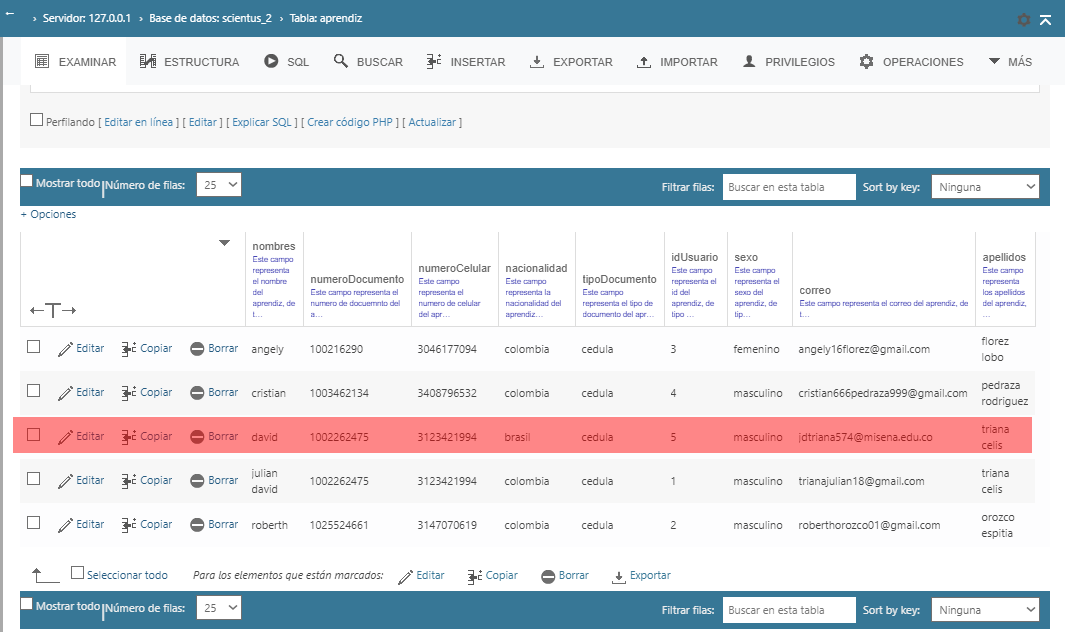 ← › Servidor: 127.0.0.1 › Base de datos: scientus_2 › Tabla: aprendiz
EXAMINAR ESTRUCTURA SQL BUSCAR INSERTAR EXPORTAR IMPORTAR PRIVILEGIOS OPERACIONES MÁS
Perfilando [ Editar en línea ] [ Editar ] [ Explicar SQL ] [ Crear código PHP ] [ Actualizar ]
Mostrar todo Número de filas: 25 Filtrar filas: Buscar en esta tabla Sort by key: Ninguna
+ Opciones
←T→
nombres
Este campo
representa
el nombre
del
aprendiz, de
t...
numeroDocumento
Este campo representa el
numero de docuemnto del
a...
numeroCelular
Este campo
representa el
numero de celular
del apr...
nacionalidad
Este campo
representa la
nacionalidad del
aprendiz...
tipoDocumento
Este campo
representa el tipo de
documento del apr...
idUsuario
Este campo
representa el
id del
aprendiz, de
tipo ...
sexo
Este campo
representa el
sexo del
aprendiz, de
tip...
correo
Este campo representa el correo del aprendiz, de
t...
apellidos
Este campo
representa
los apellidos
del aprendiz,
...
Editar Copiar Borrar angely 100216290 3046177094 colombia cedula 3 femenino angely16florez@gmail.com florez
lobo
Editar Copiar Borrar cristian 1003462134 3408796532 colombia cedula 4 masculino cristian666pedraza999@gmail.com pedraza
rodriguez
Editar Copiar Borrar david 1002262475 3123421994 brasil cedula 5 masculino jdtriana574@misena.edu.co triana
celis
Editar Copiar Borrar julian
david 1002262475 3123421994 colombia cedula 1 masculino trianajulian18@gmail.com triana
celis
Editar Copiar Borrar roberth 1025524661 3147070619 colombia cedula 2 masculino roberthorozco01@gmail.com orozco
espitia
Seleccionar todo Para los elementos que están marcados: Editar Copiar Borrar Exportar
Mostrar todo Número de filas: 25 Filtrar filas: Buscar en esta tabla Sort by key: Ninguna